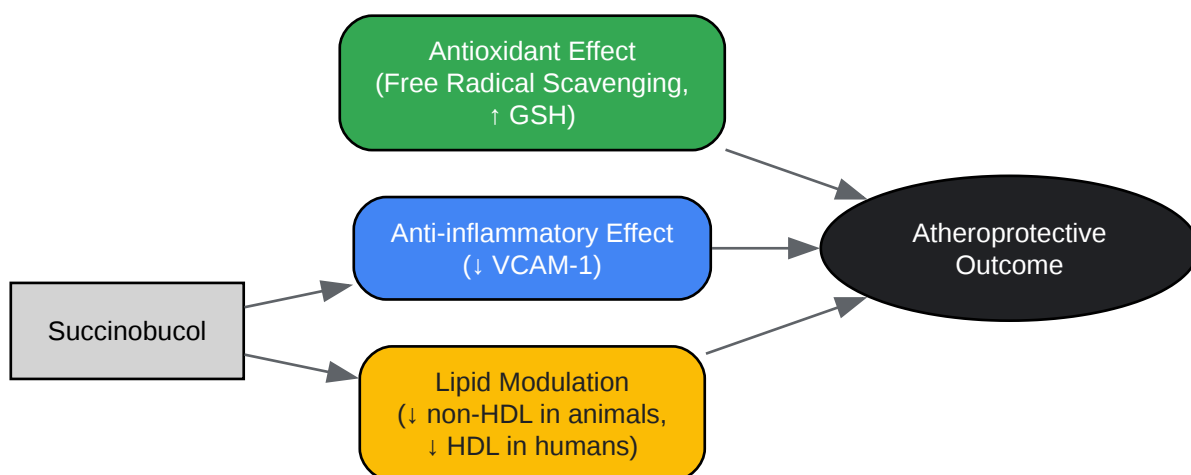 Antioxidant Effect
(Free Radical Scavenging,
↑ GSH)
Anti-inflammatory Effect
(↓ VCAM-1)
Atheroprotective
Outcome
Succinobucol
Lipid Modulation
(↓ non-HDL in animals,
↓ HDL in humans)